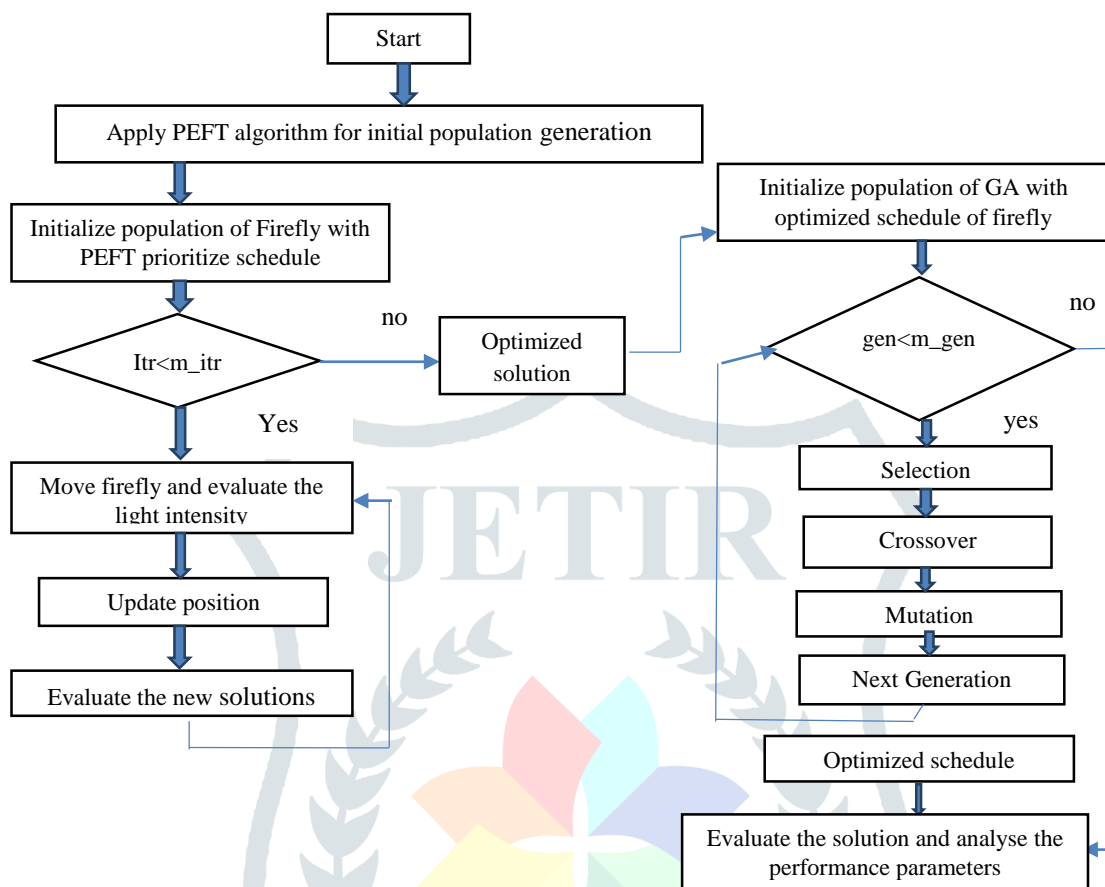 Start
Apply PEFT algorithm for initial population generation
Initialize population of Firefly with
PEFT prioritize schedule
Itr<m_itr
no
Optimized
solution
Yes
Move firefly and evaluate the
light intensity
Update position
Evaluate the new solutions
Initialize population of GA with
optimized schedule of firefly
gen<m_gen
no
yes
Selection
Crossover
Mutation
Next Generation
Optimized schedule
Evaluate the solution and analyse the
performance parameters
JETIR